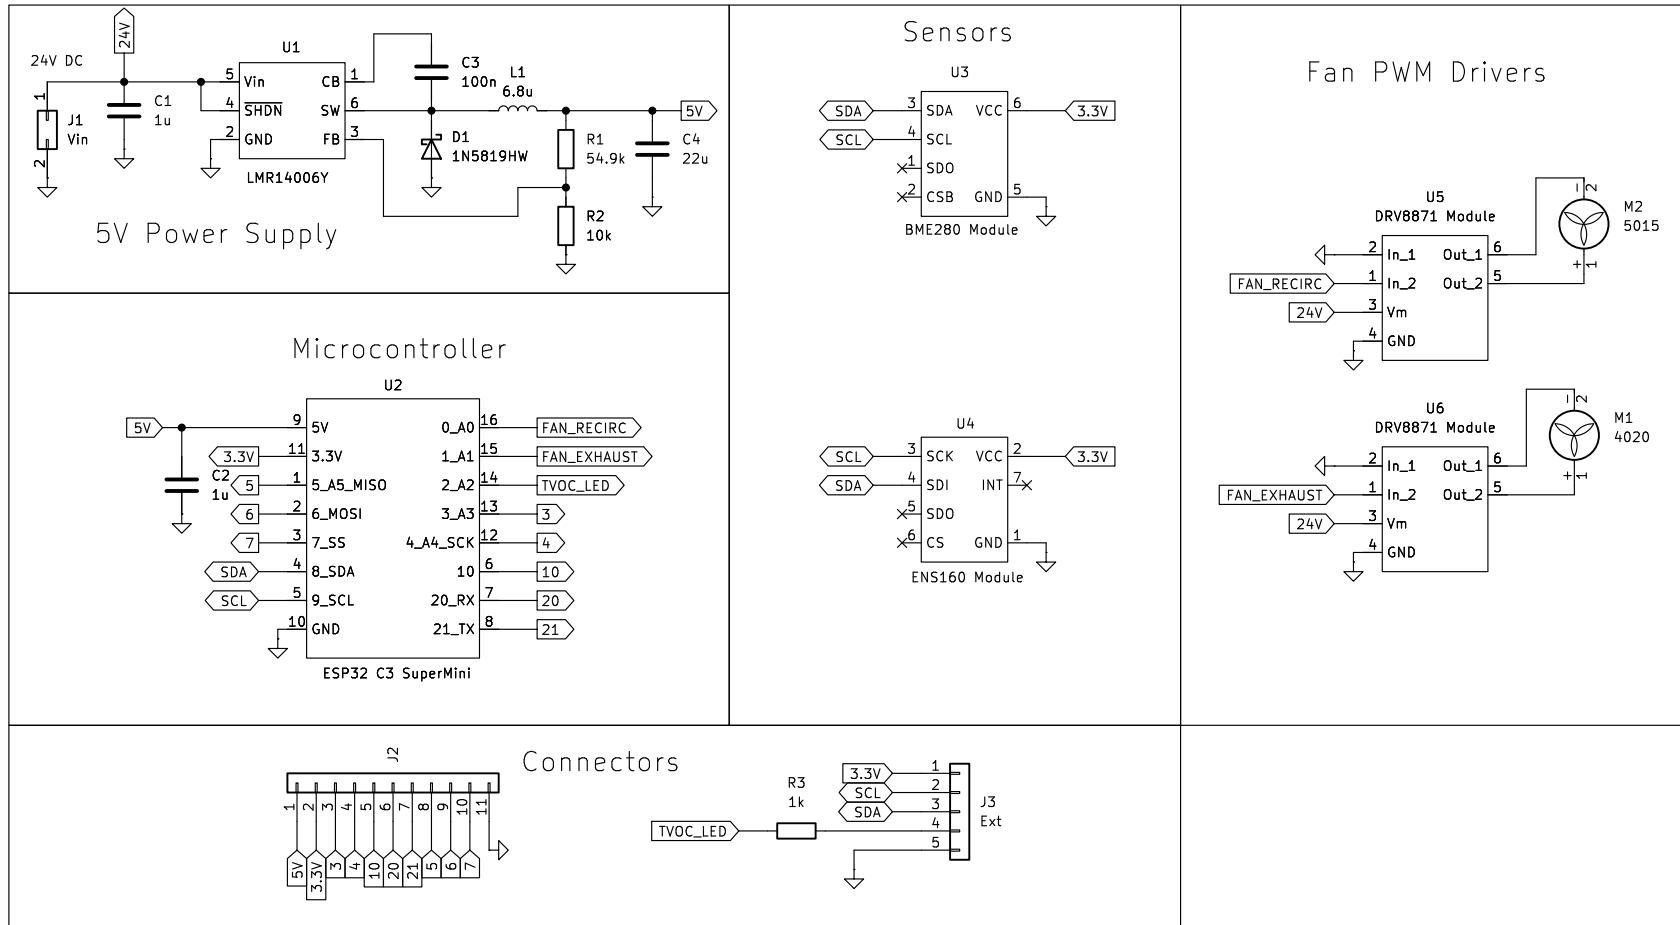 24V
24V DC
U1
5 Vin CB 1
4 SHDN SW 6
2 GND FB 3
LMR14006Y
J1
Vin
1
2
C1
1u
C3
100n
L1
6.8u
D1
1N5819HW
R1
54.9k
R2
10k
C4
22u
5V
5V Power Supply
Microcontroller
U2
5V 9 5V 0_A0 16 FAN_RECIRC
3.3V 11 3.3V 1_A1 15 FAN_EXHAUST
5 1 5_A5_MISO 2_A2 14 TVOC_LED
6 2 6_MOSI 3_A3 13 3
7 3 7_SS 4_A4_SCK 12 4
SDA 4 8_SDA 10 6 10
SCL 5 9_SCL 20_RX 7 20
10 GND 21_TX 8 21
ESP32 C3 SuperMini
C2
1u
Sensors
U3
SDA 3 SDA VCC 6 3.3V
SCL 4 SCL
1 SDO
2 CSB GND 5
BME280 Module
U4
SCL 3 SCK VCC 2 3.3V
SDA 4 SDI INT 7
5 SDO
6 CS GND 1
ENS160 Module
Fan PWM Drivers
U5
DRV8871 Module
2 In_1 Out_1 6
FAN_RECIRC 1 In_2 Out_2 5
24V 3 Vm
4 GND
M2
5015
- 2
+ 1
U6
DRV8871 Module
2 In_1 Out_1 6
FAN_EXHAUST 1 In_2 Out_2 5
24V 3 Vm
4 GND
M1
4020
- 2
+ 1
Connectors
J2
1 2 3 4 5 6 7 8 9 10 11
5V 3.3V 3 4 10 20 21 5 6 7
R3
1k
TVOC_LED
3.3V 1
SCL 2
SDA 3
4
5
J3
Ext